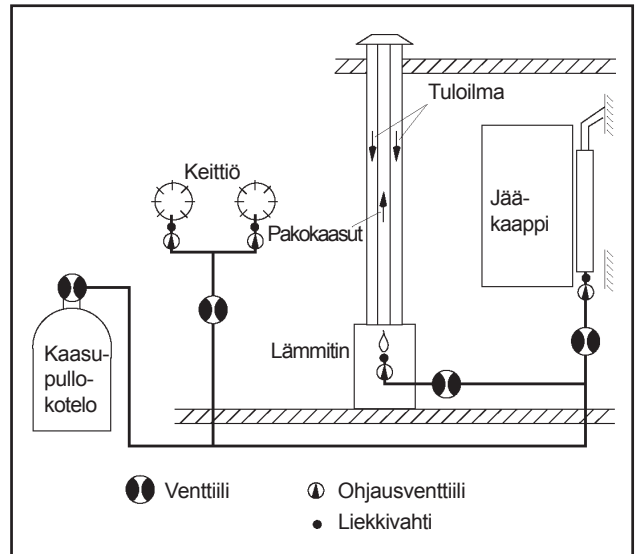 Tuloilma
Keittiö
Jää-
kaappi
Pakokaasut
Lämmitin
Kaasu-
pullo-
kotelo
Venttiili
Ohjausventtiili
Liekkivahti